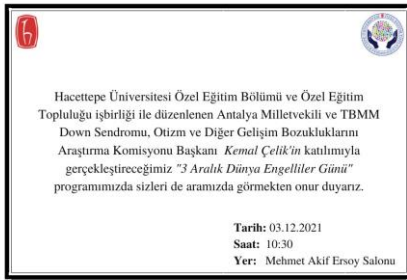 Hacettepe Üniversitesi Özel Eğitim Bölümü ve Özel Eğitim
Topluluğu işbirliği ile düzenlenen Antalya Milletvekili ve TBMM
Down Sendromu, Otizm ve Diğer Gelişim Bozukluklarını
Araştırma Komisyonu Başkanı Kemal Çelik'in katılımıyla
gerçekleştireceğimiz "3 Aralık Dünya Engelliler Günü"
programımızda sizleri de aramızda görmekten onur duyarız.
Tarih: 03.12.2021
Saat: 10:30
Yer: Mehmet Akif Ersoy Salonu